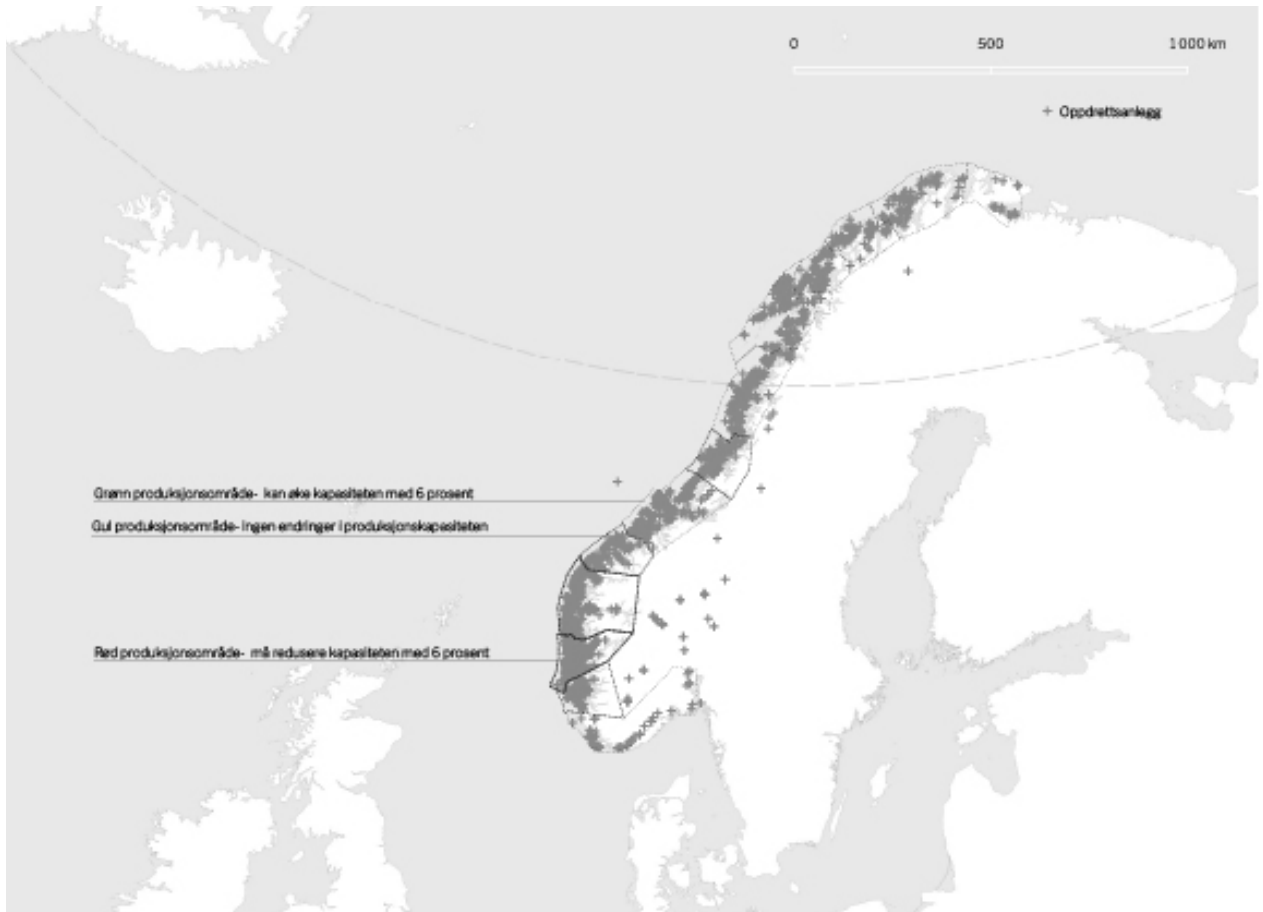 0 500 1000 km
+ Oppdrettsanlegg
Grønn produksjonsområde- kan øke kapasiteten med 6 prosent
Gul produksjonsområde- Ingen endringer i produksjonskapasiteten
Rød produksjonsområde- må redusere kapasiteten med 6 prosent